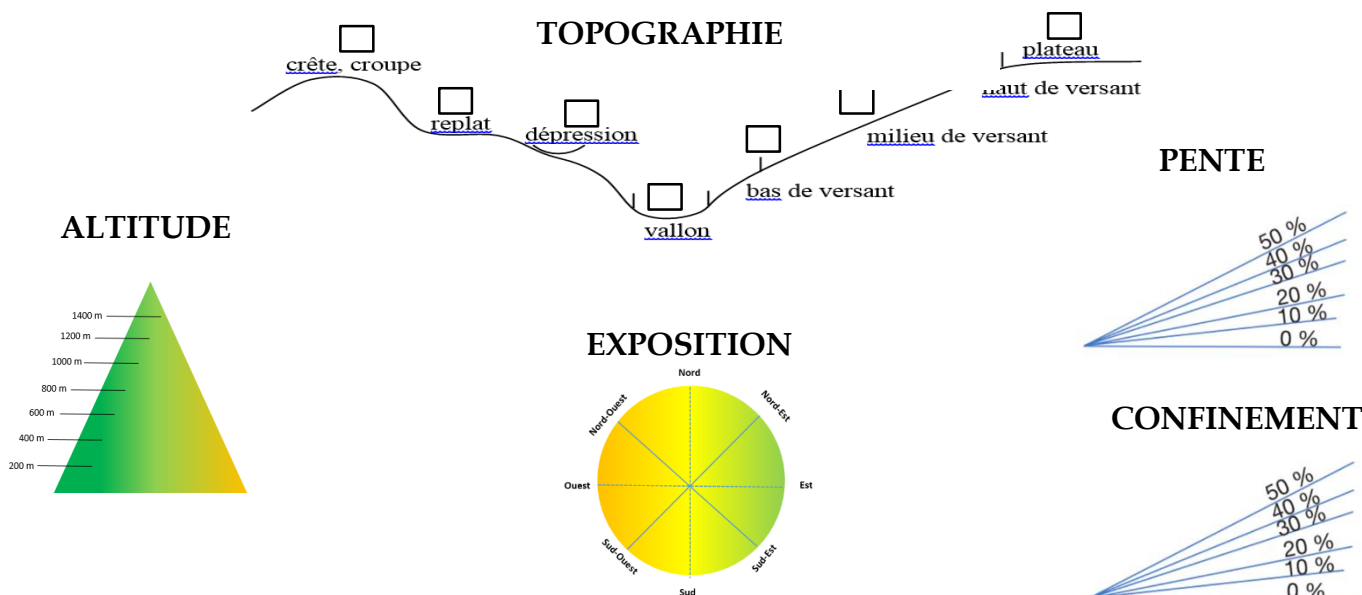 TOPOGRAPHIE
crête, croupe
replat
dépression
vallon
bas de versant
milieu de versant
haut de versant
plateau
PENTE
50 %
40 %
30 %
20 %
10 %
0 %
ALTITUDE
1400 m
1200 m
1000 m
800 m
600 m
400 m
200 m
EXPOSITION
Nord
Nord-Est
Est
Sud-Est
Sud
Sud-Ouest
Ouest
Nord-Ouest
CONFINEMENT
50 %
40 %
30 %
20 %
10 %
0 %